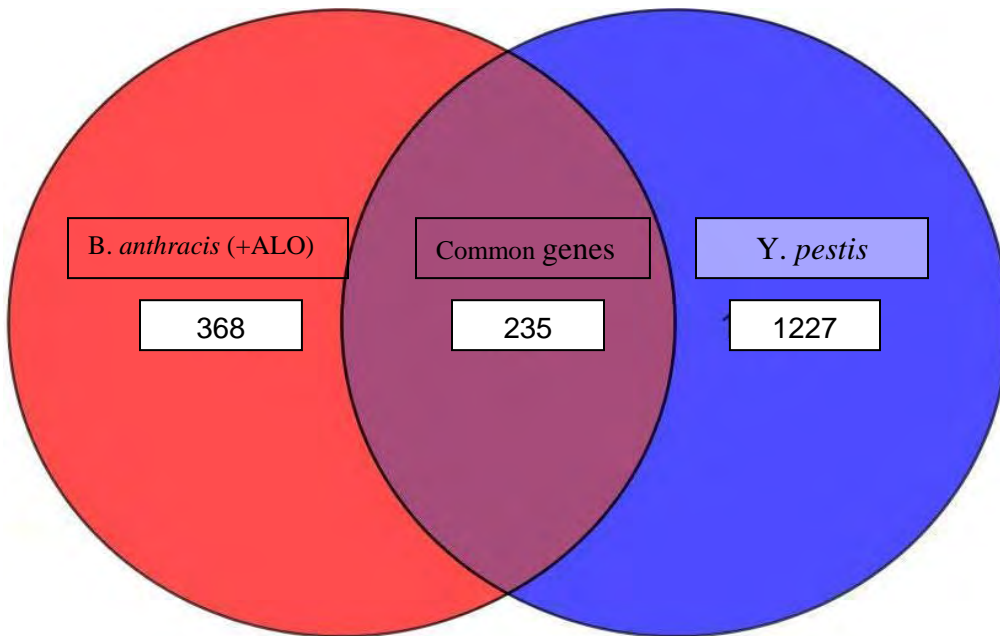 B. anthracis (+ALO)
Common genes
Y. pestis
368
235
1227